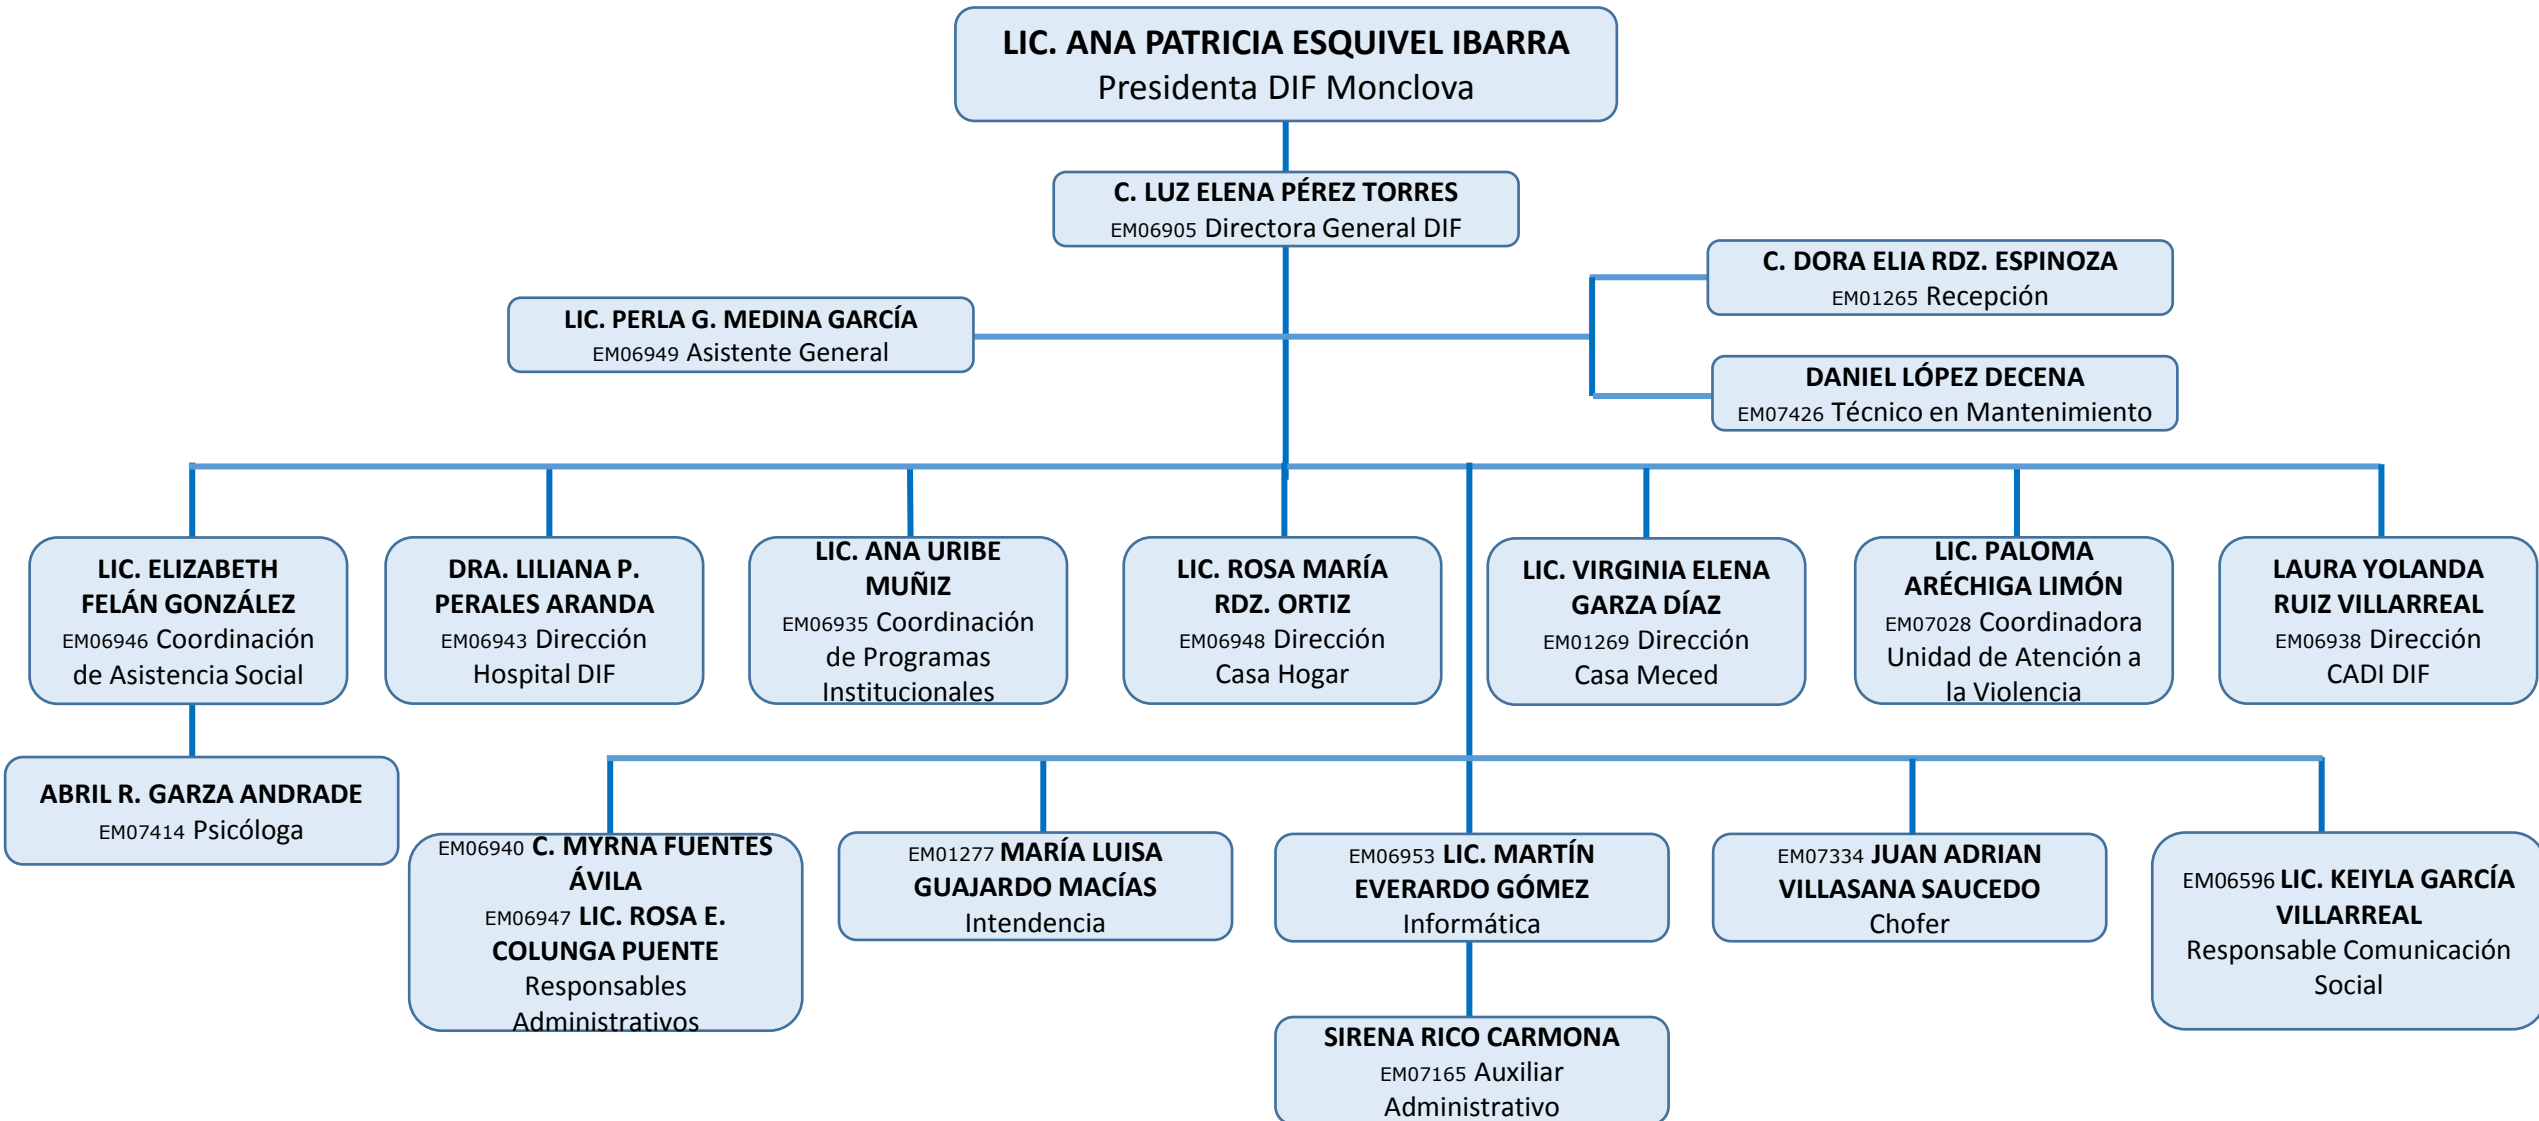 LIC. ANA PATRICIA ESQUIVEL IBARRA
Presidenta DIF Monclova
C. LUZ ELENA PÉREZ TORRES
EM06905 Directora General DIF
C. DORA ELIA RDZ. ESPINOZA
EM01265 Recepción
LIC. PERLA G. MEDINA GARCÍA
EM06949 Asistente General
DANIEL LÓPEZ DECENA
EM07426 Técnico en Mantenimiento
LIC. ELIZABETH
FELÁN GONZÁLEZ
EM06946 Coordinación
de Asistencia Social
DRA. LILIANA P.
PERALES ARANDA
EM06943 Dirección
Hospital DIF
LIC. ANA URIBE
MUÑIZ
EM06935 Coordinación
de Programas
Institucionales
LIC. ROSA MARÍA
RDZ. ORTIZ
EM06948 Dirección
Casa Hogar
LIC. VIRGINIA ELENA
GARZA DÍAZ
EM01269 Dirección
Casa Meced
LIC. PALOMA
ARÉCHIGA LIMÓN
EM07028 Coordinadora
Unidad de Atención a
la Violencia
LAURA YOLANDA
RUIZ VILLARREAL
EM06938 Dirección
CADI DIF
ABRIL R. GARZA ANDRADE
EM07414 Psicóloga
EM06940 C. MYRNA FUENTES
ÁVILA
EM06947 LIC. ROSA E.
COLUNGA PUENTE
Responsables
Administrativos
EM01277 MARÍA LUISA
GUAJARDO MACÍAS
Intendencia
EM06953 LIC. MARTÍN
EVERARDO GÓMEZ
Informática
EM07334 JUAN ADRIAN
VILLASANA SAUCEDO
Chofer
EM06596 LIC. KEIYLA GARCÍA
VILLARREAL
Responsable Comunicación
Social
SIRENA RICO CARMONA
EM07165 Auxiliar
Administrativo